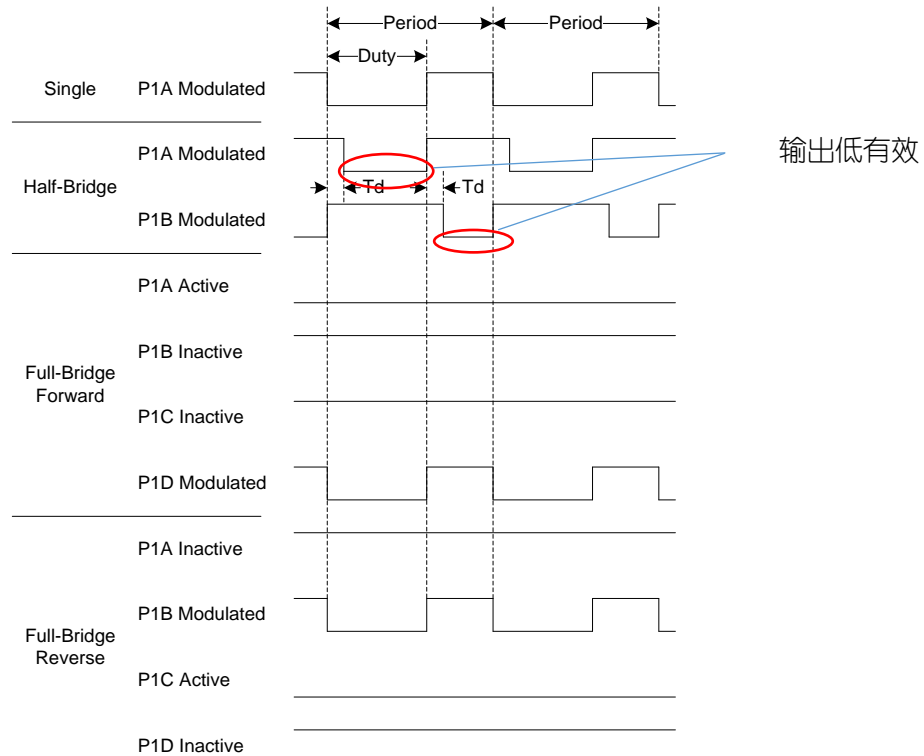 Period Period
Duty
Single P1A Modulated
P1A Modulated
输出低有效
Half-Bridge
Td Td
P1B Modulated
P1A Active
P1B Inactive
Full-Bridge
Forward
P1C Inactive
P1D Modulated
P1A Inactive
P1B Modulated
Full-Bridge
Reverse
P1C Active
P1D Inactive